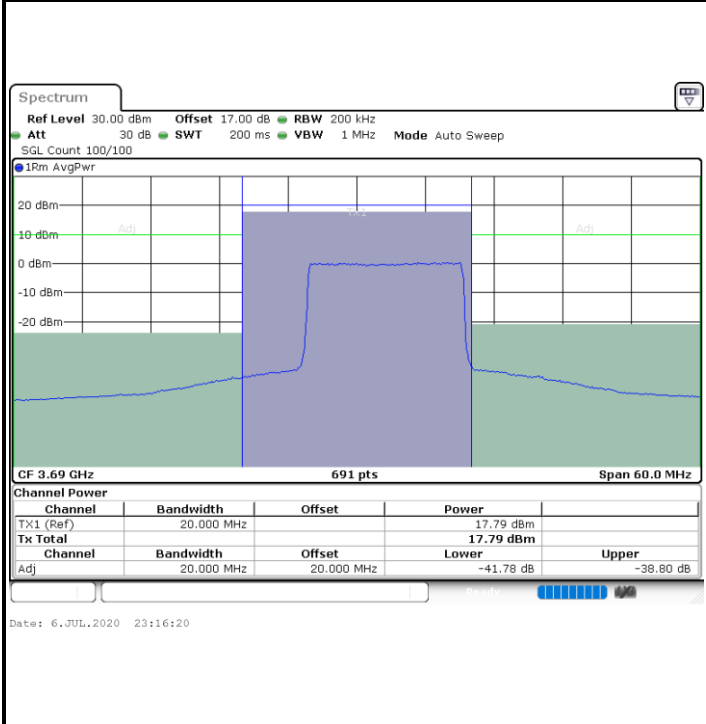 Spectrum
Ref Level 30.00 dBm Offset 17.00 dB RBW 200 kHz
Att 30 dB SWT 200 ms VBW 1 MHz Mode Auto Sweep
SGL Count 100/100
1Rm AvgPwr
20 dBm
TX1
Adj Adj
10 dBm
0 dBm
-10 dBm
-20 dBm
CF 3.69 GHz 691 pts Span 60.0 MHz
Channel Power
Channel Bandwidth Offset Power
TX1 (Ref) 20.000 MHz 17.79 dBm
Tx Total 17.79 dBm
Channel Bandwidth Offset Lower Upper
Adj 20.000 MHz 20.000 MHz -41.78 dB -38.80 dB
Ready
Date: 6.JUL.2020 23:16:20